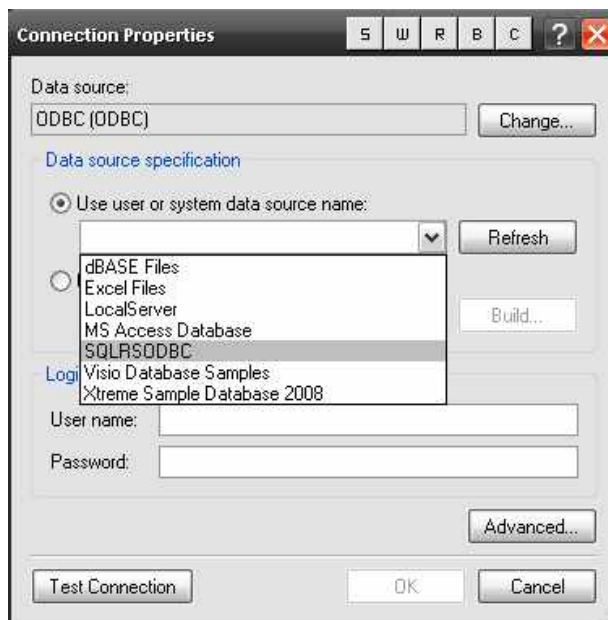 Connection Properties S W R B C ?
Data source:
ODBC (ODBC) Change...
Data source specification
Use user or system data source name:
Refresh
dBASE Files
Excel Files
LocalServer
MS Access Database
Build...
SQLRSODBC
Visio Database Samples
Xtreme Sample Database 2008
User name:
Password:
Advanced...
Test Connection OK Cancel